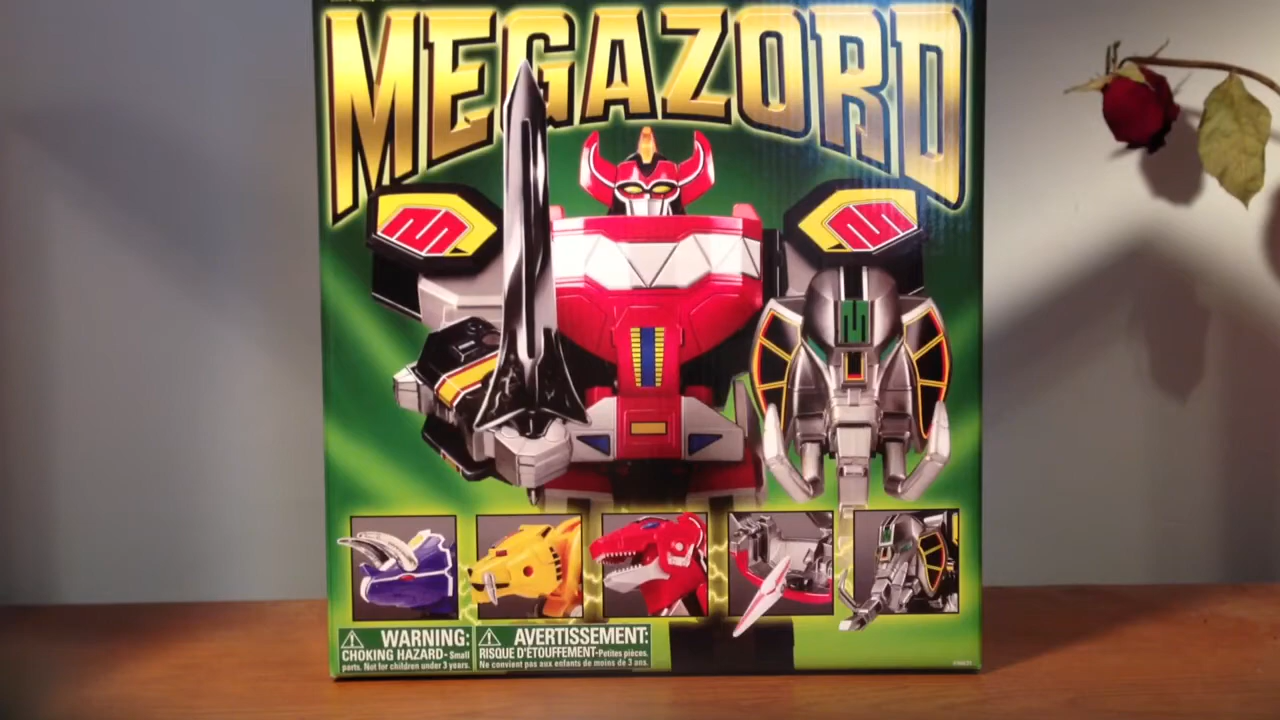 MEGAZORD
WARNING:
CHOKING HAZARD- Small
parts. Not for children under 3 years.
AVERTISSEMENT:
RISQUE D'ÉTOUFFEMENT-Petites pièces.
Ne convient pas aux enfants de moins de 3 ans.